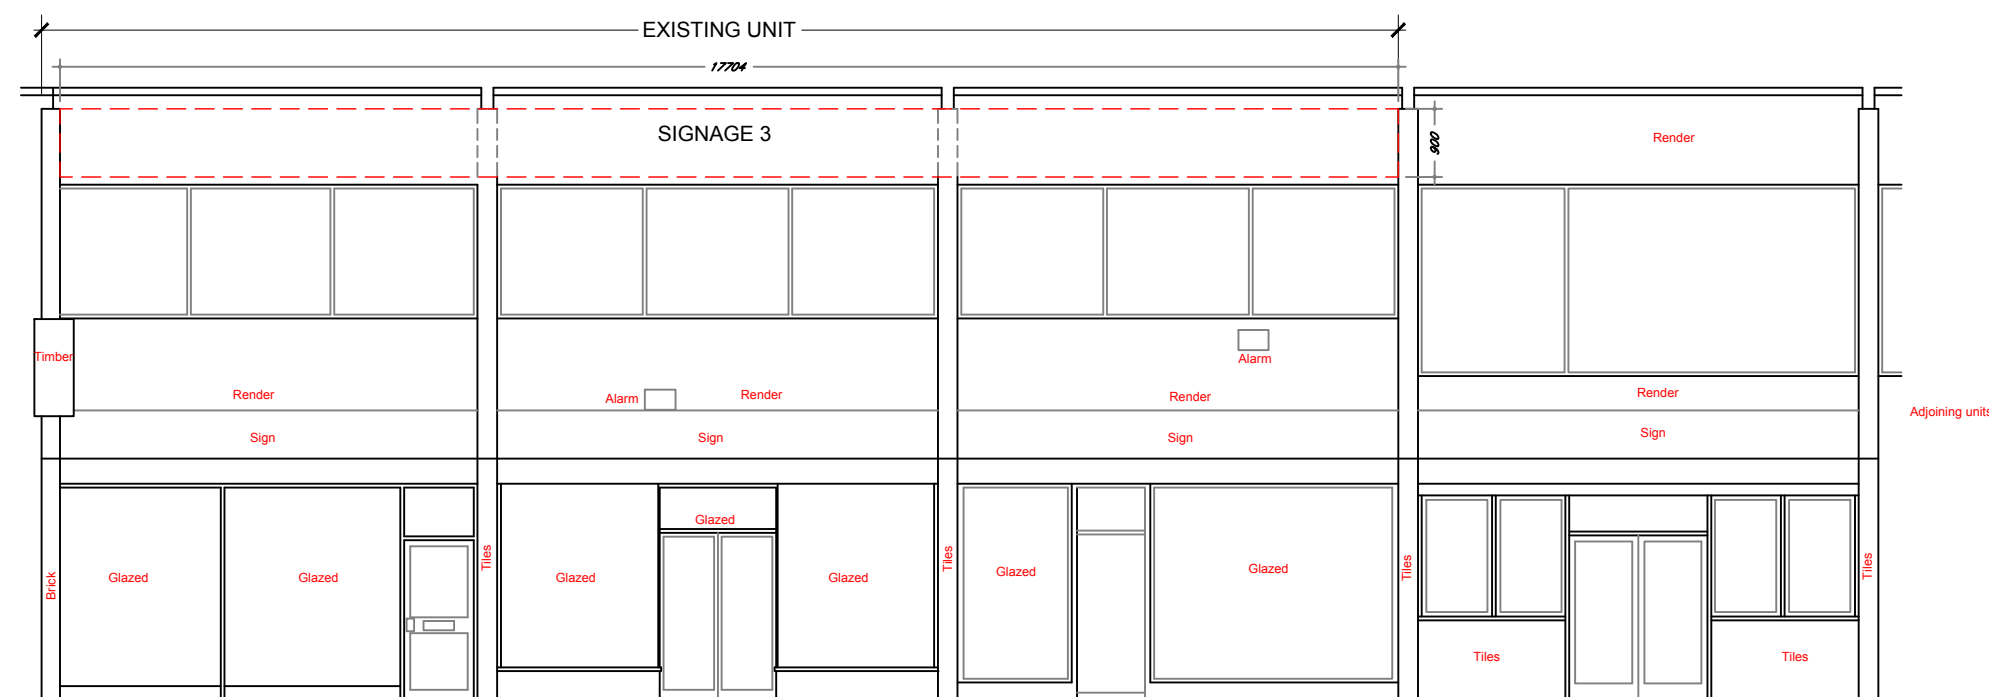 EXISTING UNIT
17704
SIGNAGE 3
900
Render
Timber
Alarm
Render
Alarm
Render
Render
Render
Adjoining units
Sign
Sign
Sign
Sign
Glazed
Brick
Glazed
Glazed
Tiles
Glazed
Glazed
Tiles
Glazed
Glazed
Tiles
Tiles
Tiles
Tiles